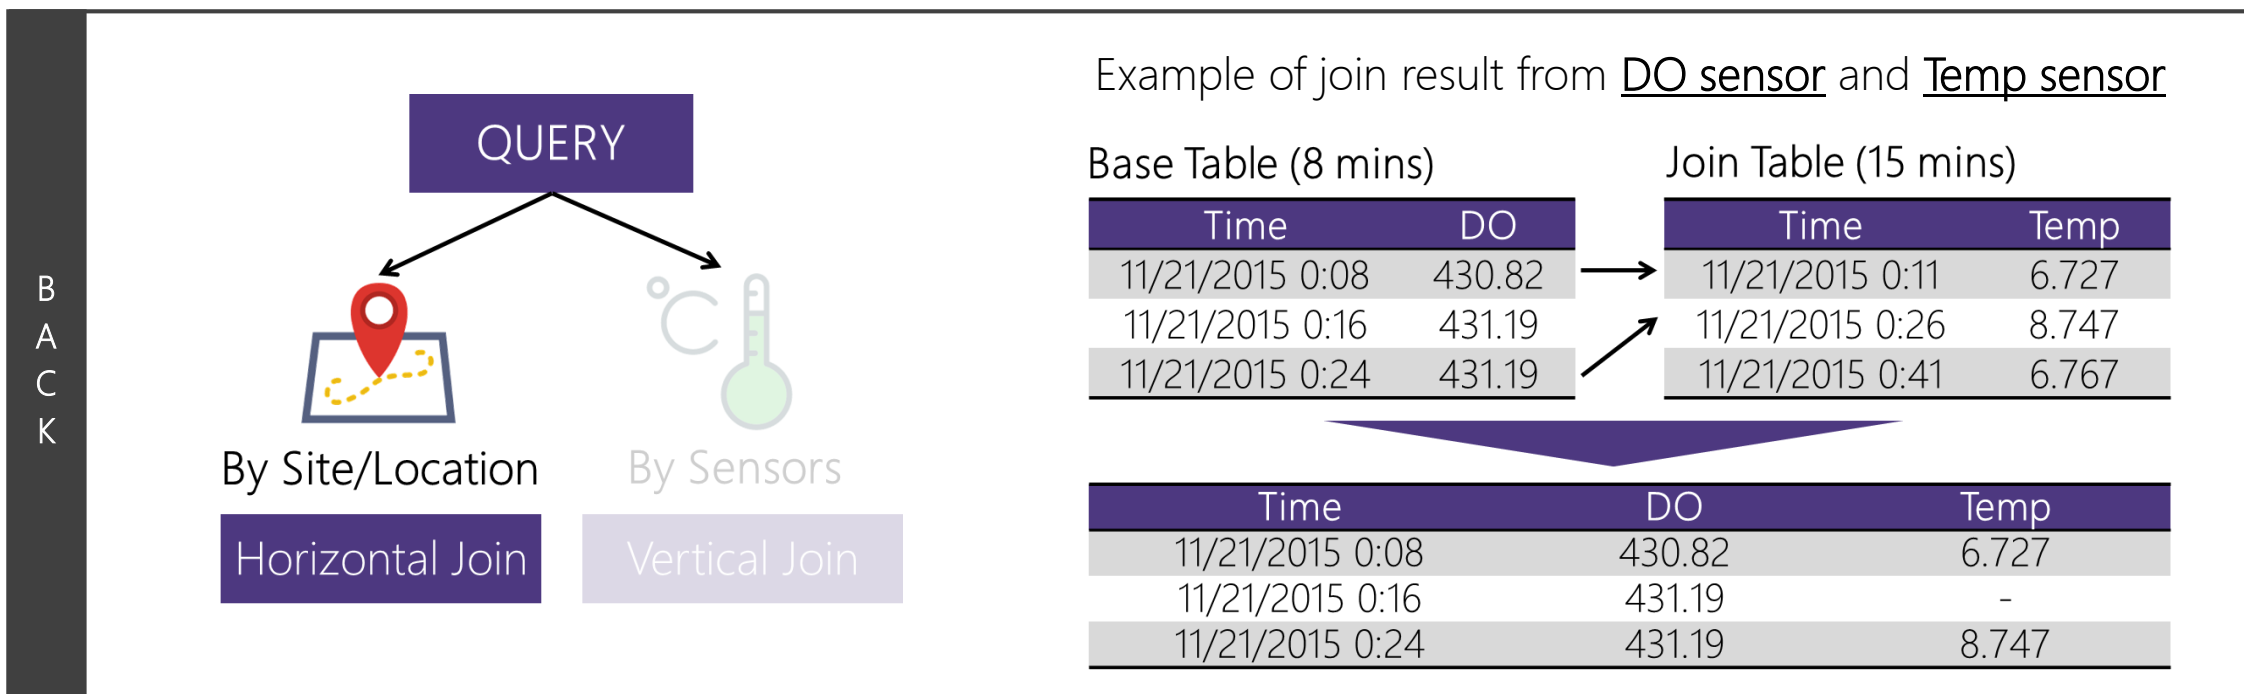 BACK
QUERY
°C
By Site/Location
By Sensors
Horizontal Join
Vertical Join
Example of join result from DO sensor and Temp sensor
Base Table (8 mins)
Time DO
11/21/2015 0:08 430.82
11/21/2015 0:16 431.19
11/21/2015 0:24 431.19
Join Table (15 mins)
Time Temp
11/21/2015 0:11 6.727
11/21/2015 0:26 8.747
11/21/2015 0:41 6.767
Time DO Temp
11/21/2015 0:08 430.82 6.727
11/21/2015 0:16 431.19 -
11/21/2015 0:24 431.19 8.747